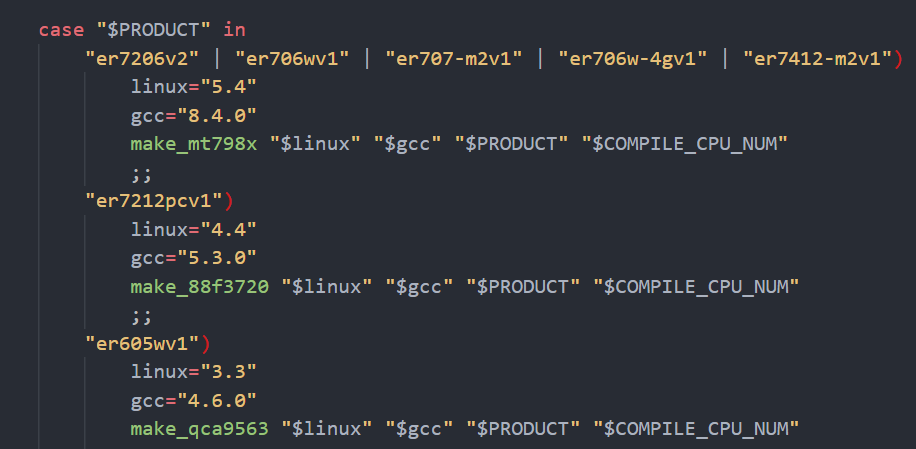 case "$PRODUCT" in
    "er7206v2" | "er706wv1" | "er707-m2v1" | "er706w-4gv1" | "er7412-m2v1")
        linux="5.4"
        gcc="8.4.0"
        make_mt798x "$linux" "$gcc" "$PRODUCT" "$COMPILE_CPU_NUM"
        ;;
    "er7212pcv1")
        linux="4.4"
        gcc="5.3.0"
        make_88f3720 "$linux" "$gcc" "$PRODUCT" "$COMPILE_CPU_NUM"
        ;;
    "er605wv1")
        linux="3.3"
        gcc="4.6.0"
        make_qca9563 "$linux" "$gcc" "$PRODUCT" "$COMPILE_CPU_NUM"